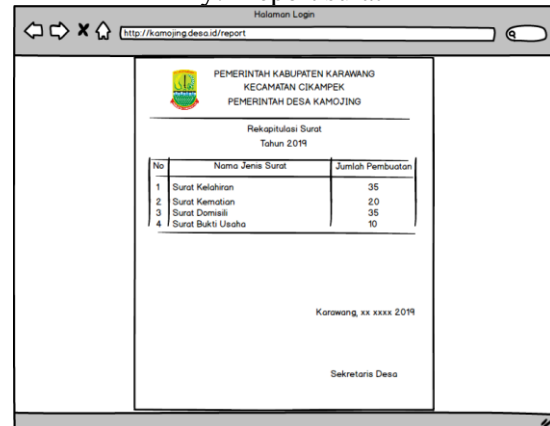 Halaman Login
http://kamojing.desa.id/report
PEMERINTAH KABUPATEN KARAWANG
KECAMATAN CIKAMPEK
PEMERINTAH DESA KAMOJING
Rekapitulasi Surat
Tahun 2019
No Nama Jenis Surat Jumlah Pembuatan
1 Surat Kelahiran 35
2 Surat Kematian 20
3 Surat Domisili 35
4 Surat Bukti Usaha 10
Karawang, xx xxxx 2019
Sekretaris Desa